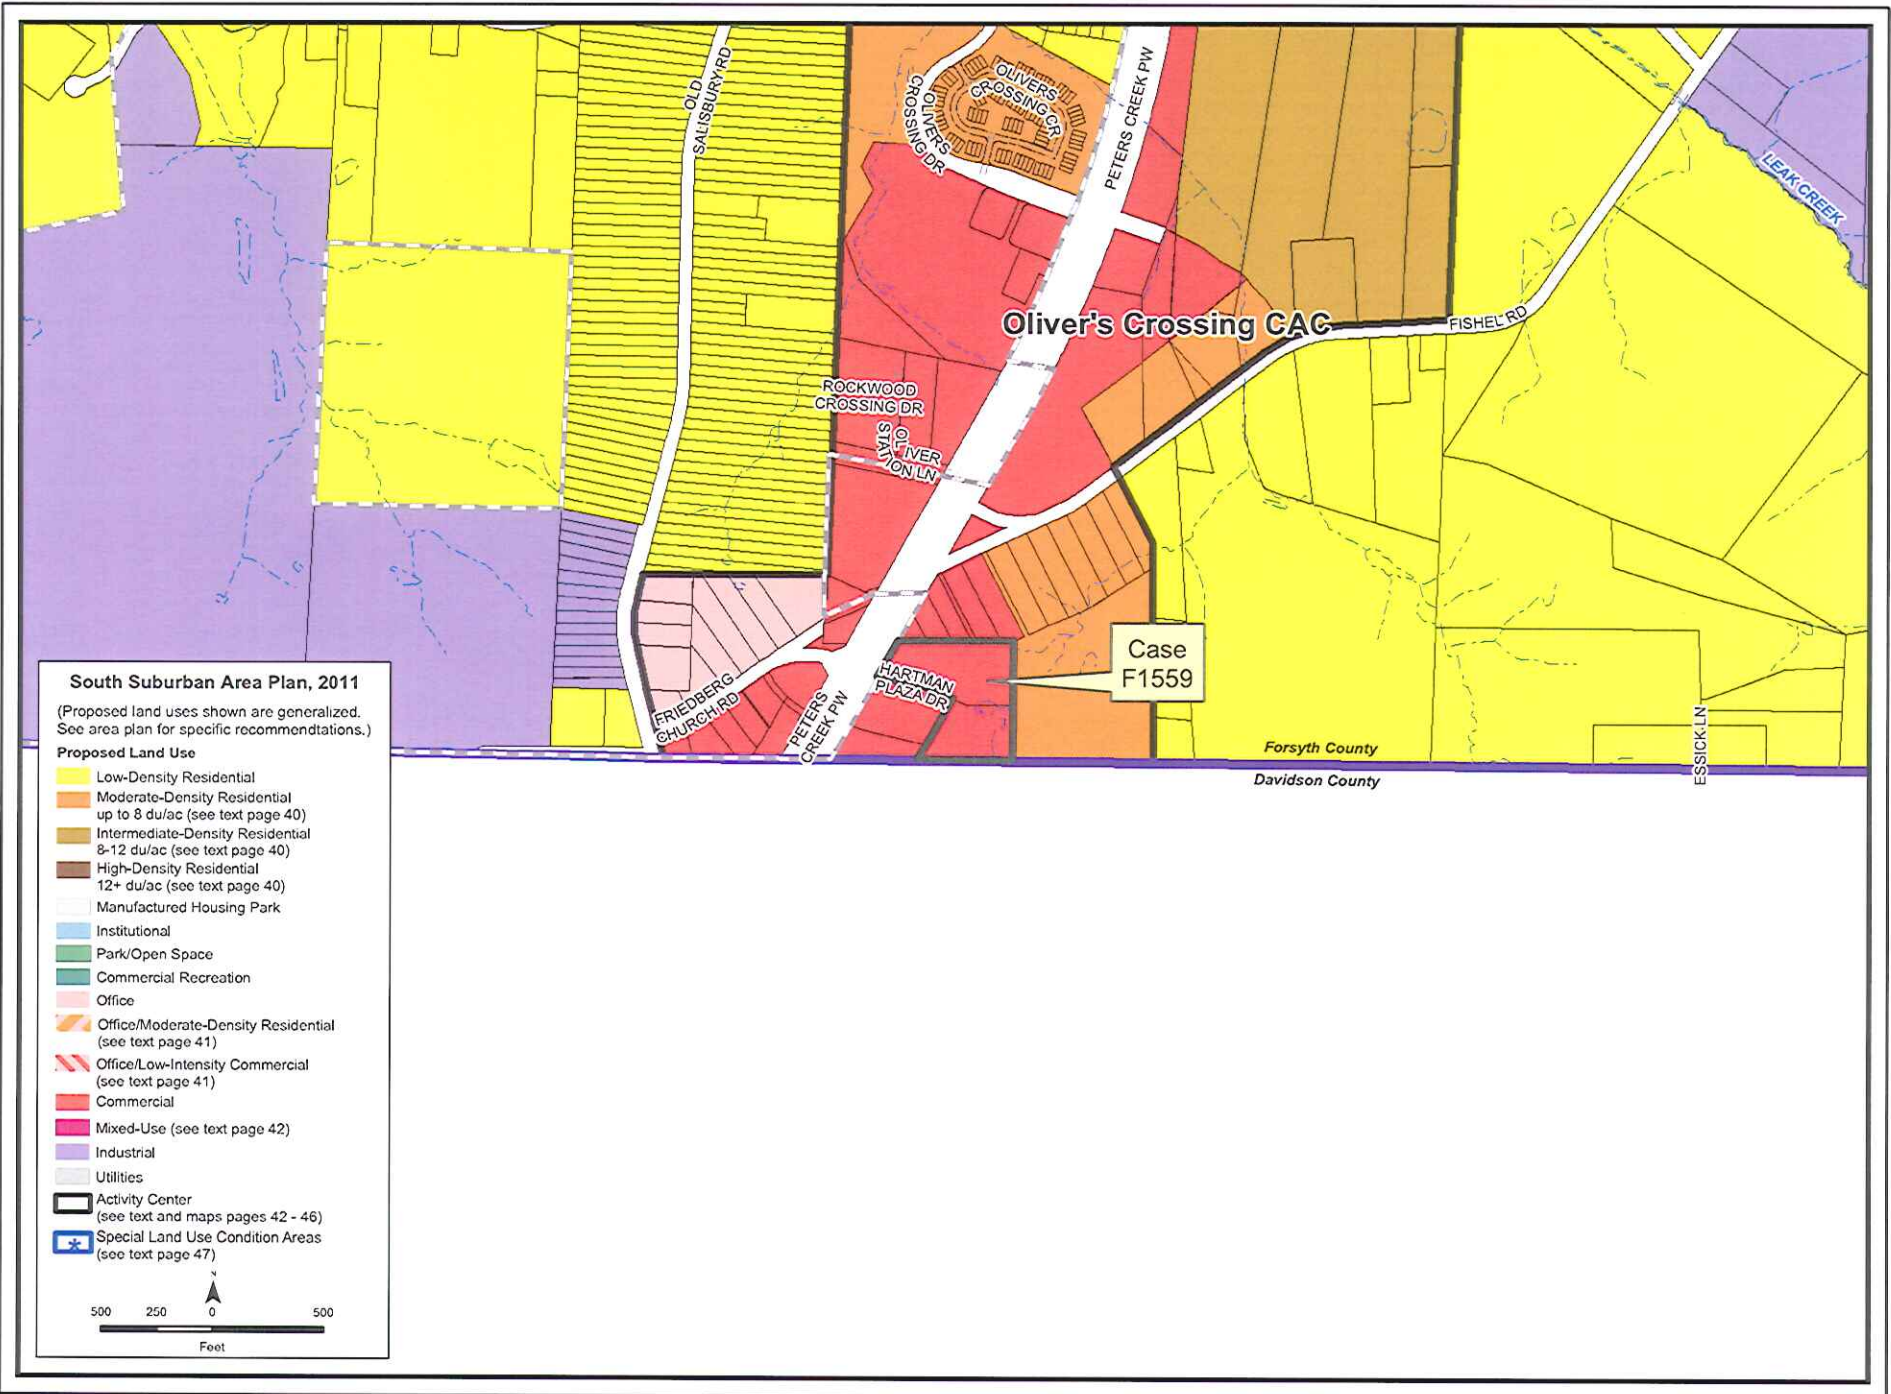 OLD
SALISBURY RD
OLIVERS
CROSSING DR
OLIVERS
CROSSING CR
PETERS CREEK PW
LEAK CREEK
Oliver's Crossing CAC
FISHEL RD
ROCKWOOD
CROSSING DR
OLIVER
STATION LN
Case
F1559
HARTMAN
PLAZA DR
FRIEDBERG
CHURCH RD
PETERS
CREEK PW
ESSICK LN
Forsyth County
Davidson County
South Suburban Area Plan, 2011
(Proposed land uses shown are generalized.
See area plan for specific recommendtations.)
Proposed Land Use
Low-Density Residential
Moderate-Density Residential
up to 8 du/ac (see text page 40)
Intermediate-Density Residential
8-12 du/ac (see text page 40)
High-Density Residential
12+ du/ac (see text page 40)
Manufactured Housing Park
Institutional
Park/Open Space
Commercial Recreation
Office
Office/Moderate-Density Residential
(see text page 41)
Office/Low-Intensity Commercial
(see text page 41)
Commercial
Mixed-Use (see text page 42)
Industrial
Utilities
Activity Center
(see text and maps pages 42 - 46)
Special Land Use Condition Areas
(see text page 47)
N
500 250 0 500
Feet